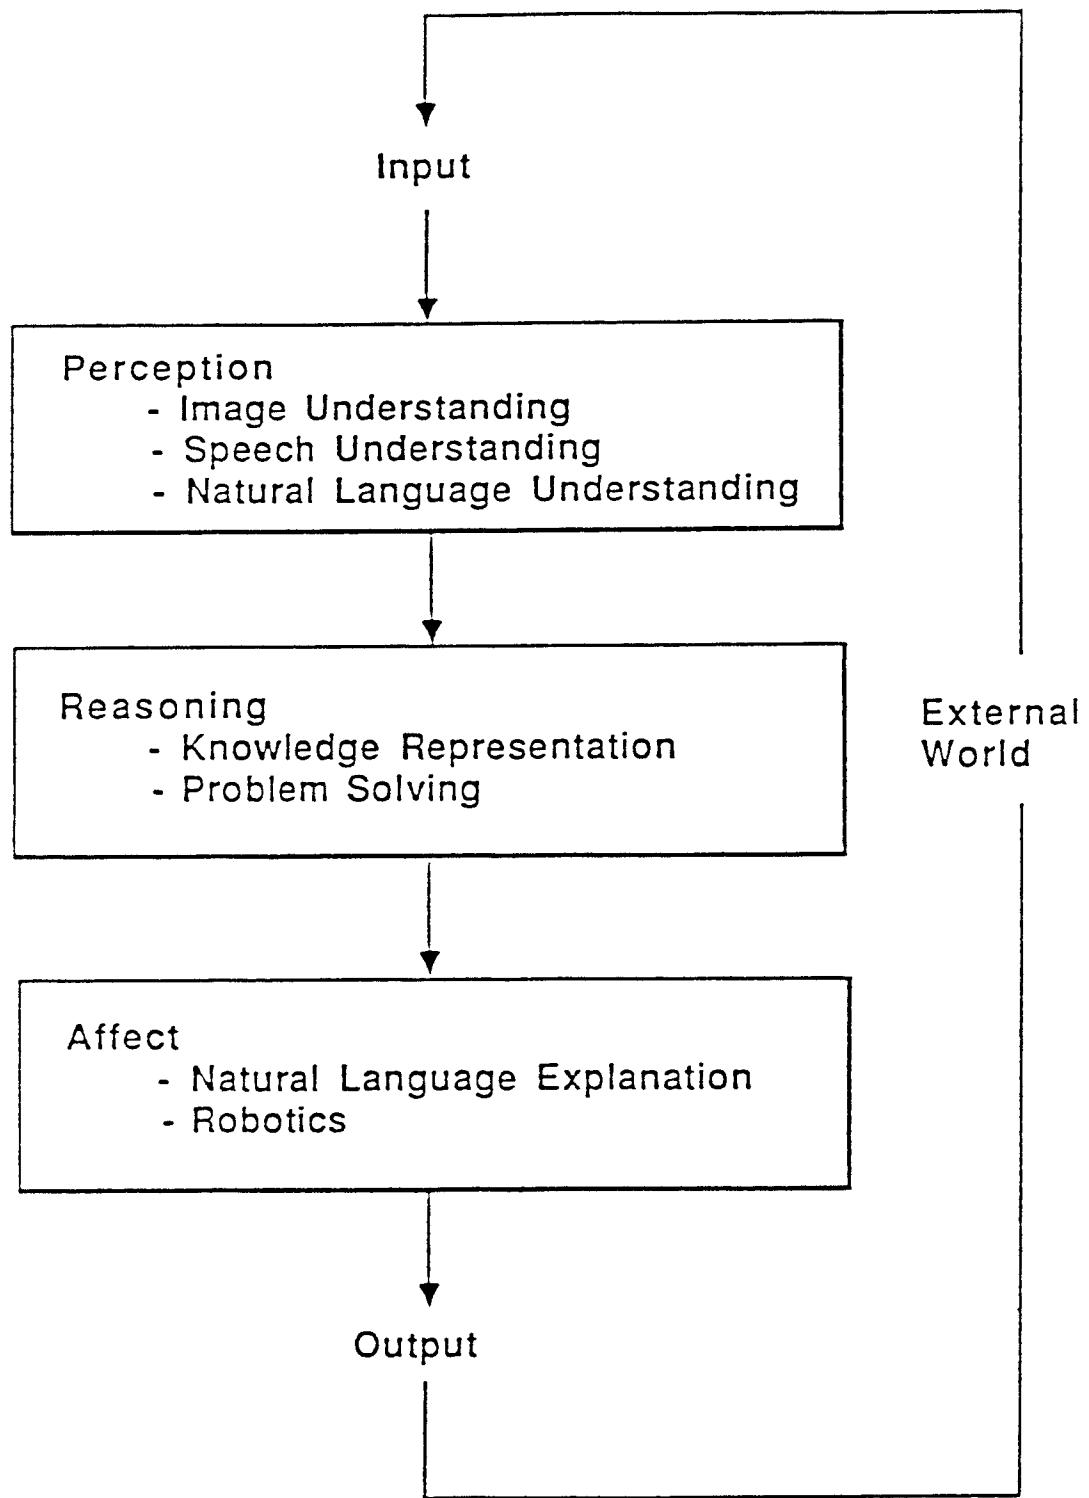 Input
Perception
- Image Understanding
- Speech Understanding
- Natural Language Understanding
Reasoning
- Knowledge Representation
- Problem Solving
External
World
Affect
- Natural Language Explanation
- Robotics
Output